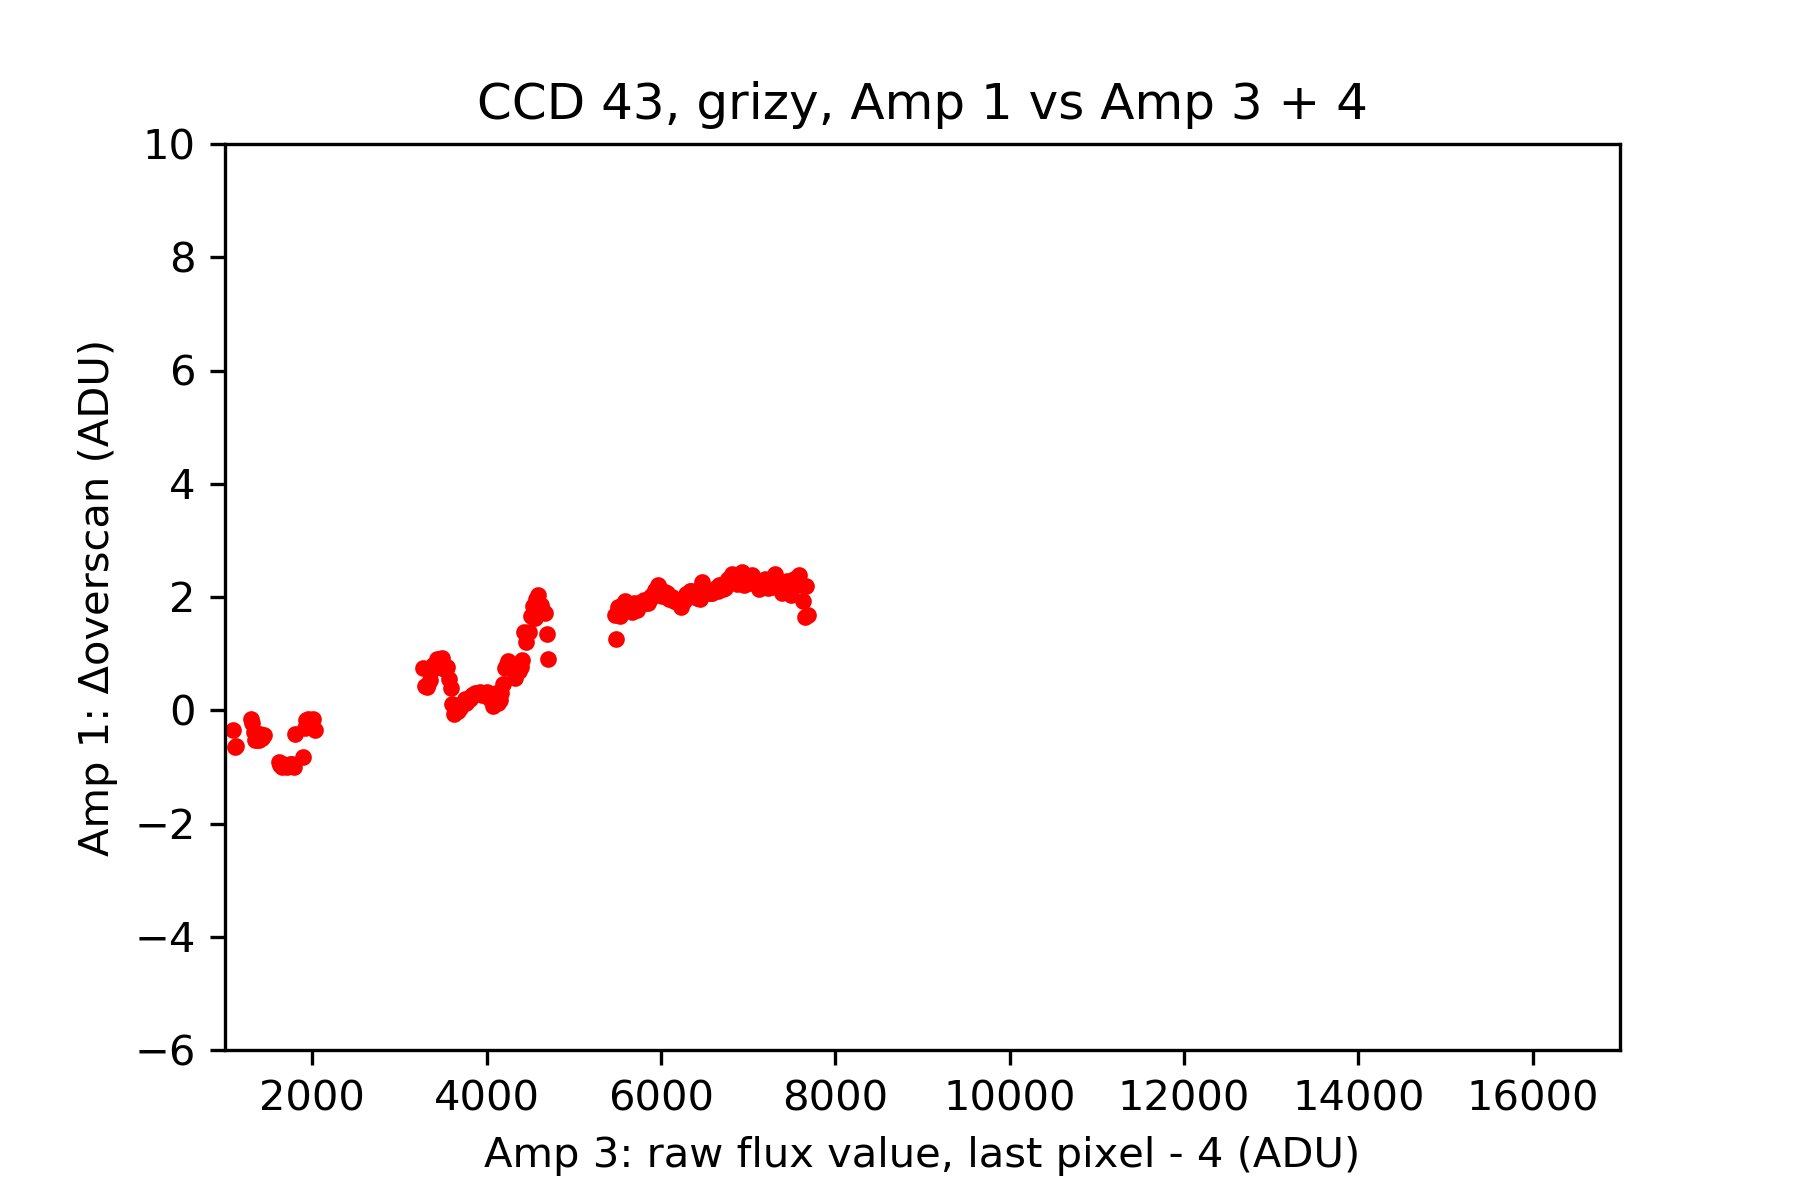 CCD 43, grizy, Amp 1 vs Amp 3 + 4
10
8
6
4
2
0
−2
−4
−6
Amp 1: Δoverscan (ADU)
2000 4000 6000 8000 10000 12000 14000 16000
Amp 3: raw flux value, last pixel - 4 (ADU)